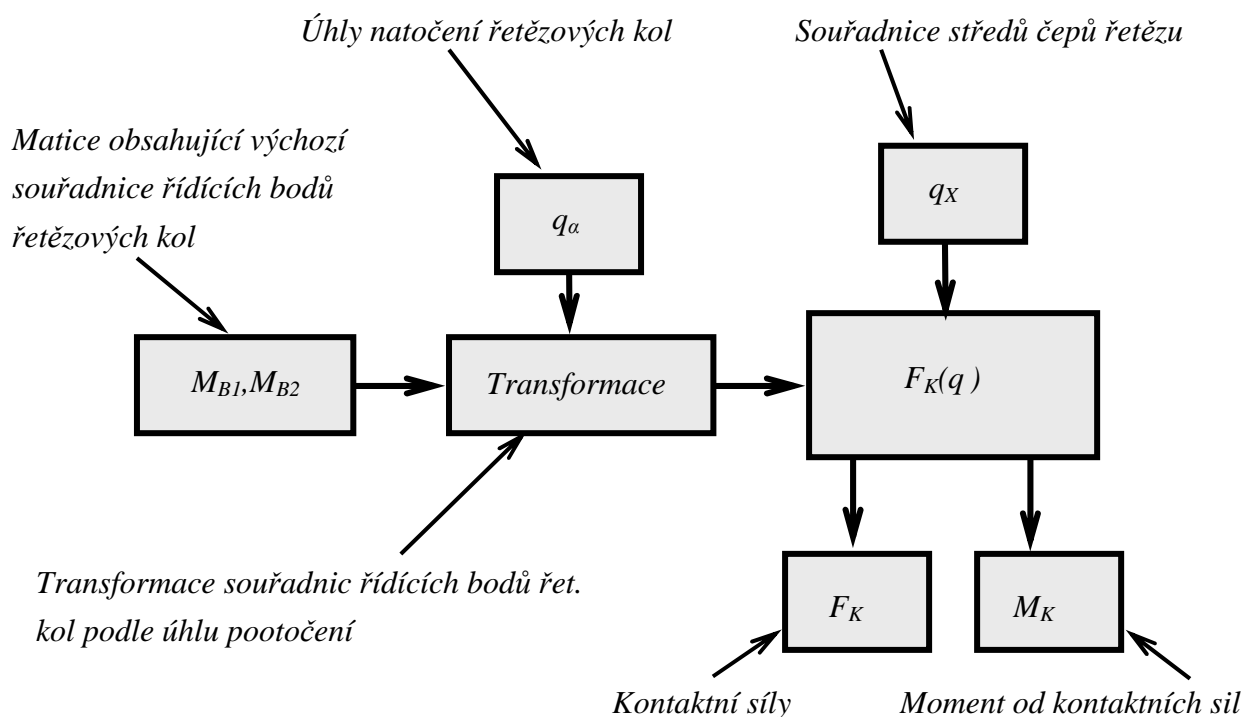 Úhly natočení řetězových kol
Souřadnice středů čepů řetězu
Matice obsahující výchozí
souřadnice řídících bodů
řetězových kol
qα
qX
MB1,MB2
Transformace
FK(q )
Transformace souřadnic řídících bodů řet.
kol podle úhlu pootočení
FK
MK
Kontaktní síly
Moment od kontaktních sil